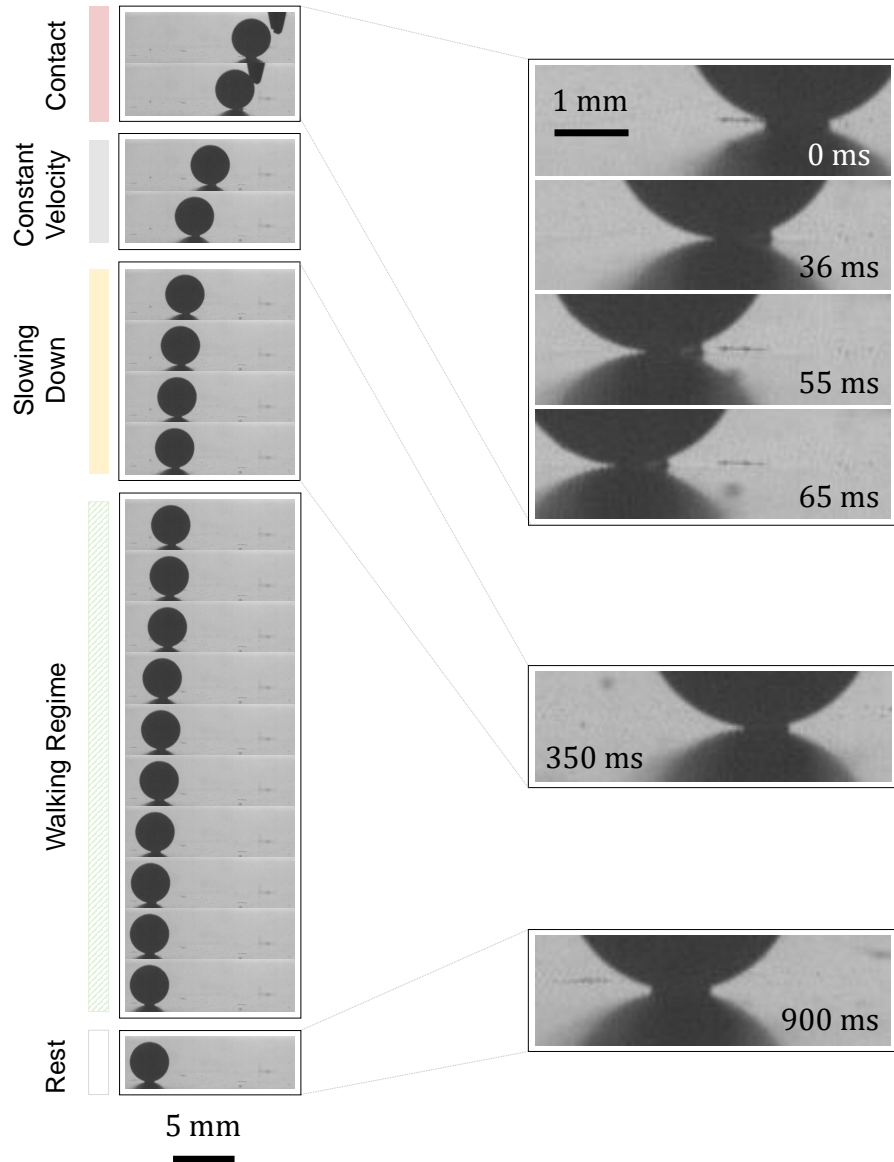 Contact
Constant
Velocity
Slowing
Down
Walking Regime
Rest
5 mm
1 mm
0 ms
36 ms
55 ms
65 ms
350 ms
900 ms